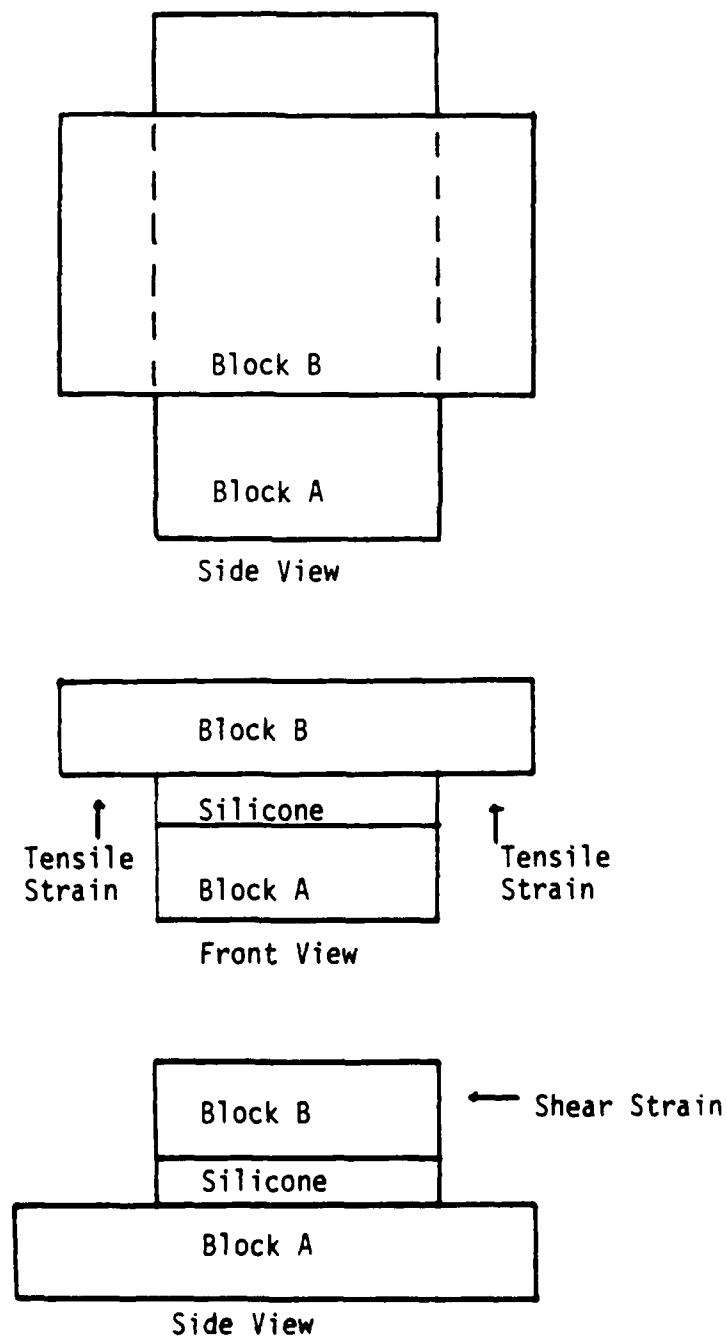 Block B
Block A
Side View
Block B
Silicone
Tensile
Strain
Tensile
Strain
Block A
Front View
Block B
Shear Strain
Silicone
Block A
Side View